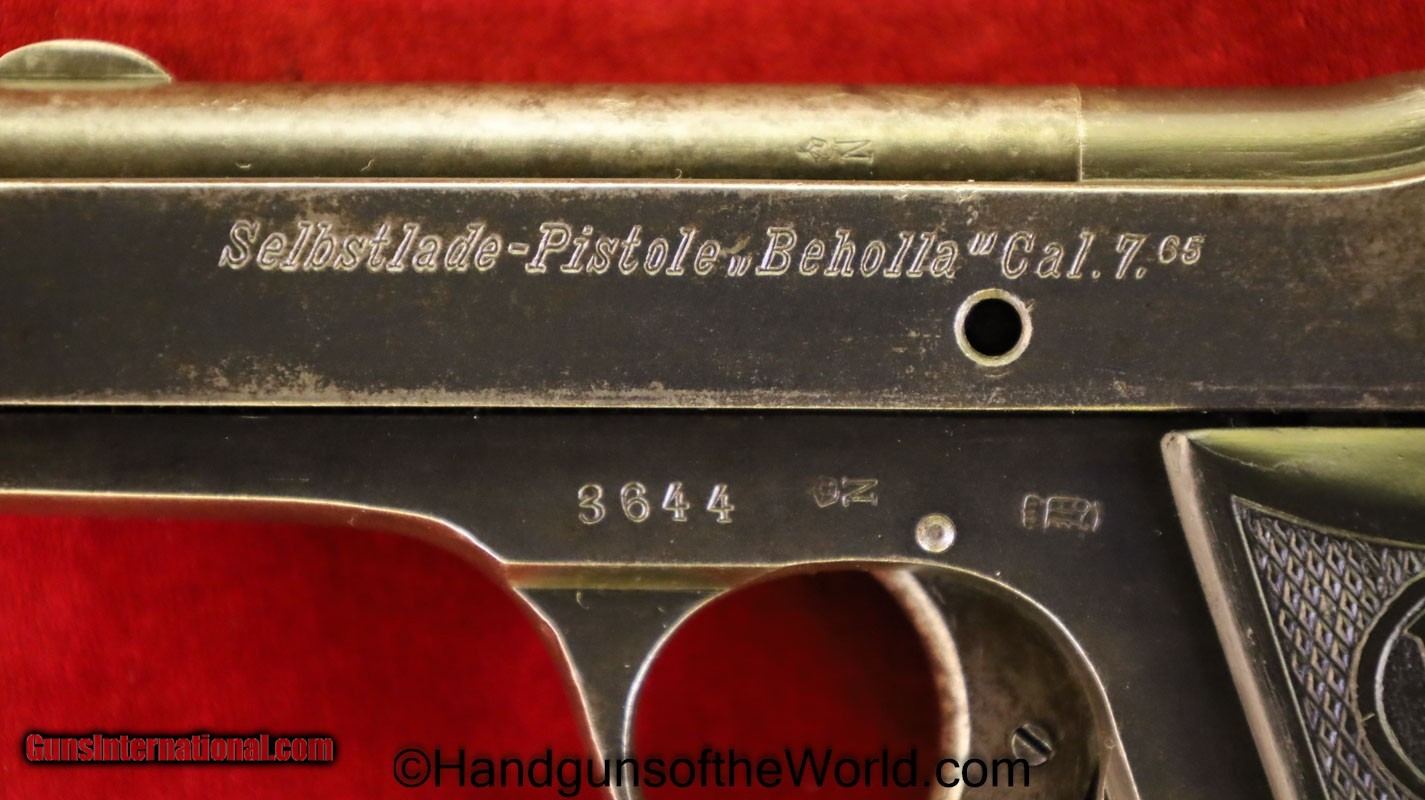 N
Selbstlade-Pistole „Beholla" Cal. 7.65
3644 N
GunsInternational.com
©HandgunsoftheWorld.com